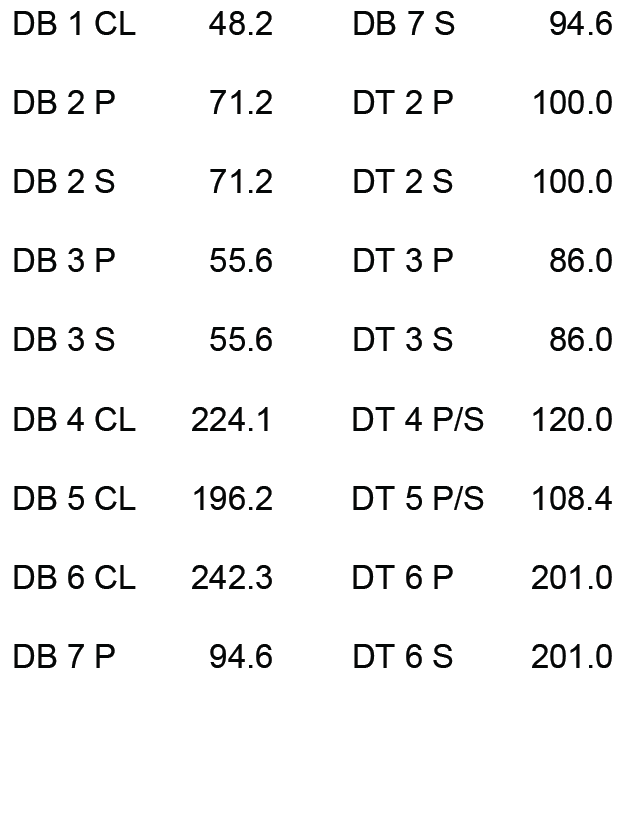 DB 1 CL 48.2 DB 7 S 94.6
DB 2 P 71.2 DT 2 P 100.0
DB 2 S 71.2 DT 2 S 100.0
DB 3 P 55.6 DT 3 P 86.0
DB 3 S 55.6 DT 3 S 86.0
DB 4 CL 224.1 DT 4 P/S 120.0
DB 5 CL 196.2 DT 5 P/S 108.4
DB 6 CL 242.3 DT 6 P 201.0
DB 7 P 94.6 DT 6 S 201.0